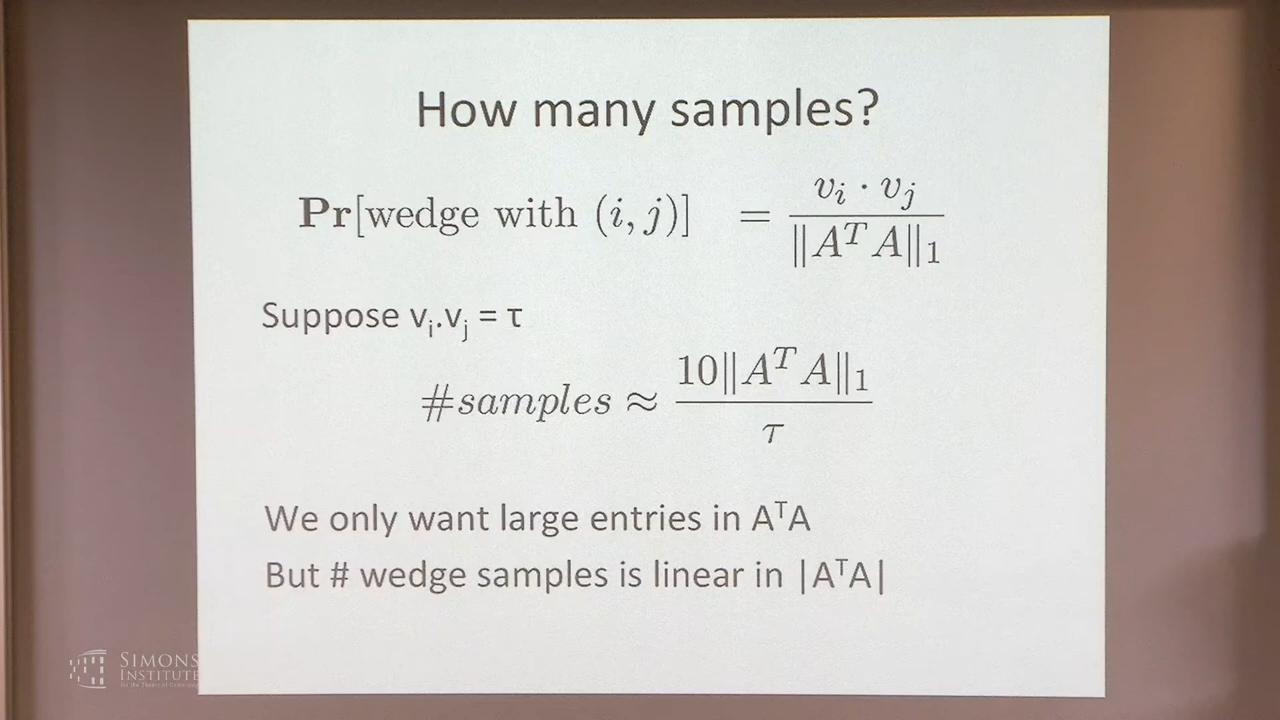 How many samples?
Pr[wedge with (i, j)] = v_i · v_j / ‖A^T A‖_1
Suppose v_i.v_j = τ
#samples ≈ 10‖A^T A‖_1 / τ
We only want large entries in A^TA
But # wedge samples is linear in |A^TA|
SIMONS
INSTITUTE